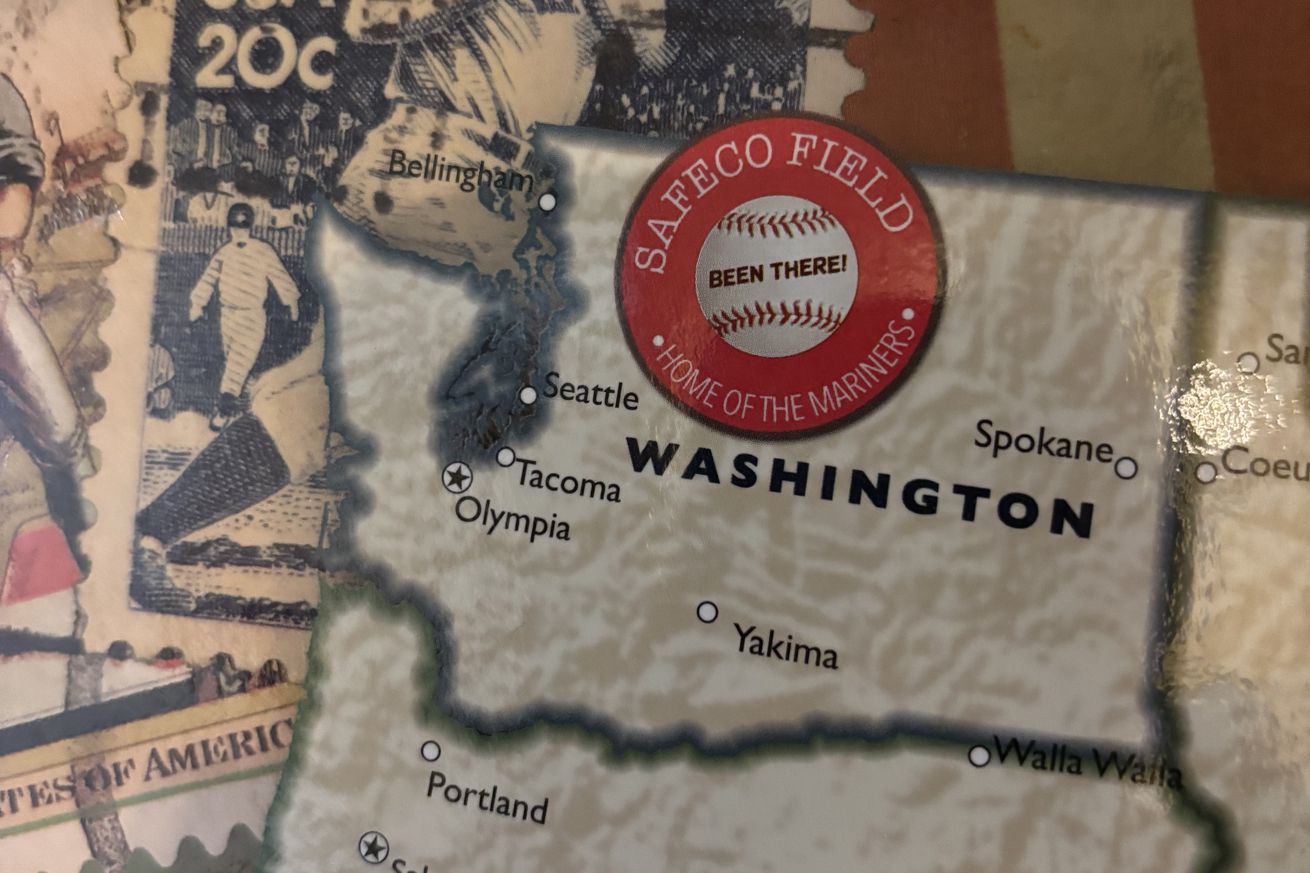 20c
Bellingham
SAFECO FIELD
BEEN THERE!
• HOME OF THE MARINERS •
Seattle
Spokane
Tacoma
WASHINGTON
Olympia
Yakima
OF AMERIC
Walla Walla
Portland